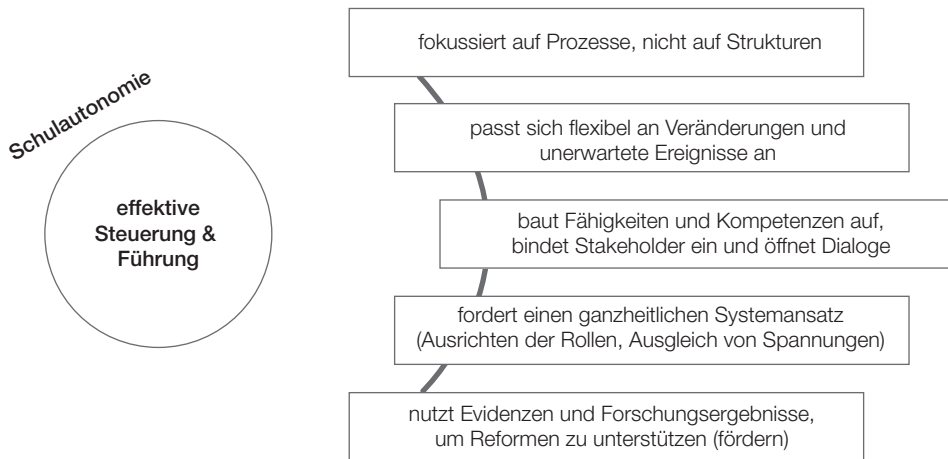 Schulautonomie
effektive
Steuerung &
Führung
fokussiert auf Prozesse, nicht auf Strukturen
passt sich flexibel an Veränderungen und
unerwartete Ereignisse an
baut Fähigkeiten und Kompetenzen auf,
bindet Stakeholder ein und öffnet Dialoge
fordert einen ganzheitlichen Systemansatz
(Ausrichten der Rollen, Ausgleich von Spannungen)
nutzt Evidenzen und Forschungsergebnisse,
um Reformen zu unterstützen (fördern)